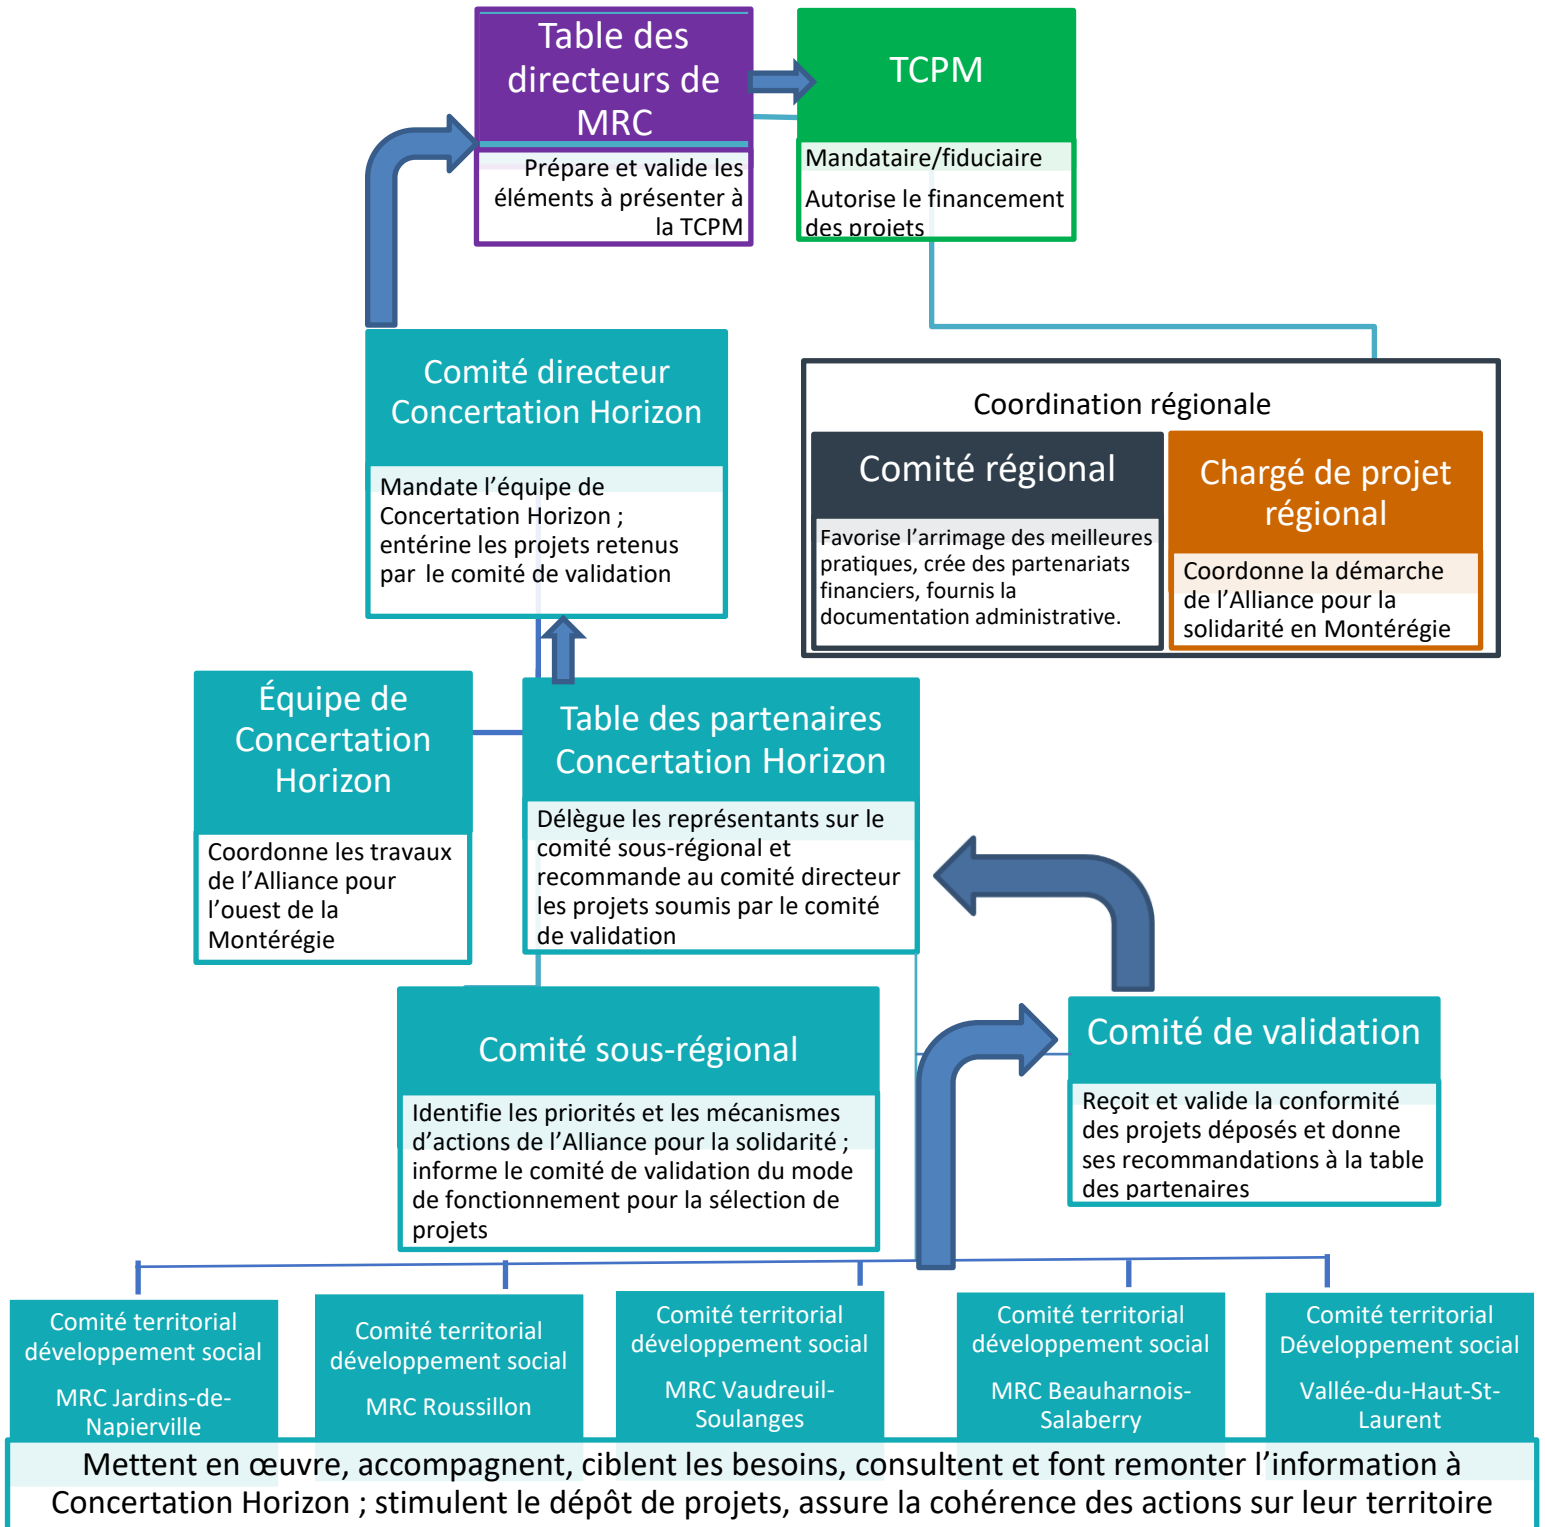 Table des
directeurs de
MRC
Prépare et valide les
éléments à présenter à
la TCPM
TCPM
Mandataire/fiduciaire
Autorise le financement
des projets
Comité directeur
Concertation Horizon
Mandate l’équipe de
Concertation Horizon ;
entérine les projets retenus
par le comité de validation
Coordination régionale
Comité régional
Favorise l’arrimage des meilleures
pratiques, crée des partenariats
financiers, fournis la
documentation administrative.
Chargé de projet
régional
Coordonne la démarche
de l’Alliance pour la
solidarité en Montérégie
Équipe de
Concertation
Horizon
Coordonne les travaux
de l’Alliance pour
l’ouest de la
Montérégie
Table des partenaires
Concertation Horizon
Délègue les représentants sur le
comité sous-régional et
recommande au comité directeur
les projets soumis par le comité
de validation
Comité sous-régional
Identifie les priorités et les mécanismes
d’actions de l’Alliance pour la solidarité ;
informe le comité de validation du mode
de fonctionnement pour la sélection de
projets
Comité de validation
Reçoit et valide la conformité
des projets déposés et donne
ses recommandations à la table
des partenaires
Comité territorial
développement social
MRC Jardins-de-
Napierville
Comité territorial
développement social
MRC Roussillon
Comité territorial
développement social
MRC Vaudreuil-
Soulanges
Comité territorial
développement social
MRC Beauharnois-
Salaberry
Comité territorial
Développement social
Vallée-du-Haut-St-
Laurent
Mettent en œuvre, accompagnent, ciblent les besoins, consultent et font remonter l’information à
Concertation Horizon ; stimulent le dépôt de projets, assure la cohérence des actions sur leur territoire